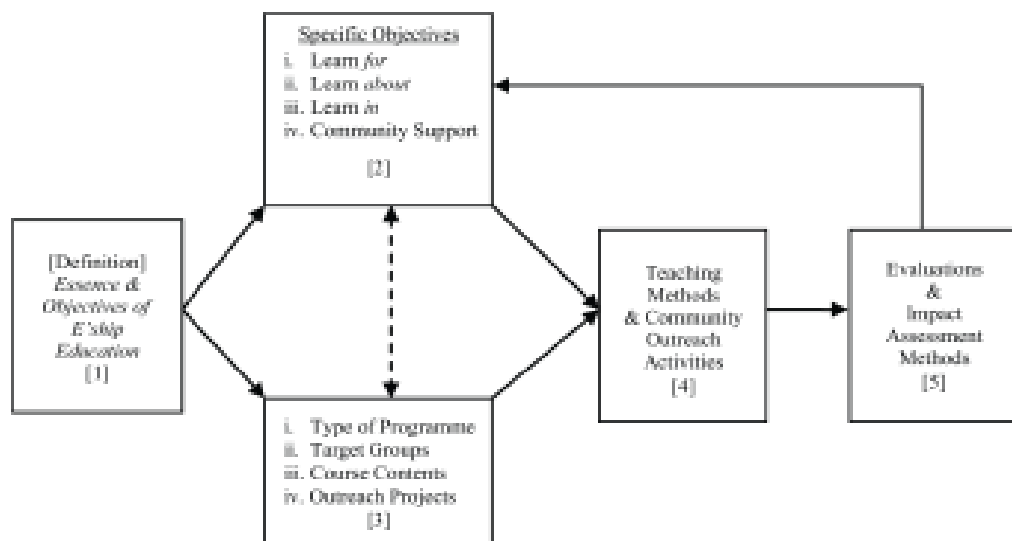 [Definition]
Essence &
Objectives of
E'ship
Education
[1]
Specific Objectives
i. Learn for
ii. Learn about
iii. Learn in
iv. Community Support
[2]
i. Type of Programme
ii. Target Groups
iii. Course Contents
iv. Outreach Projects
[3]
Teaching
Methods
& Community
Outreach
Activities
[4]
Evaluations
&
Impact
Assessment
Methods
[5]